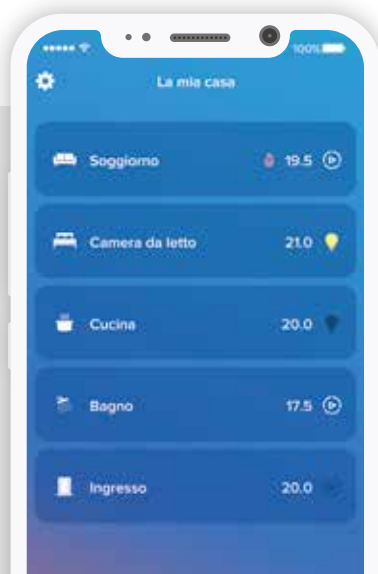 100%
La mia casa
Soggiorno 19.5
Camera da letto 21.0
Cucina 20.0
Bagno 17.5
Ingresso 20.0